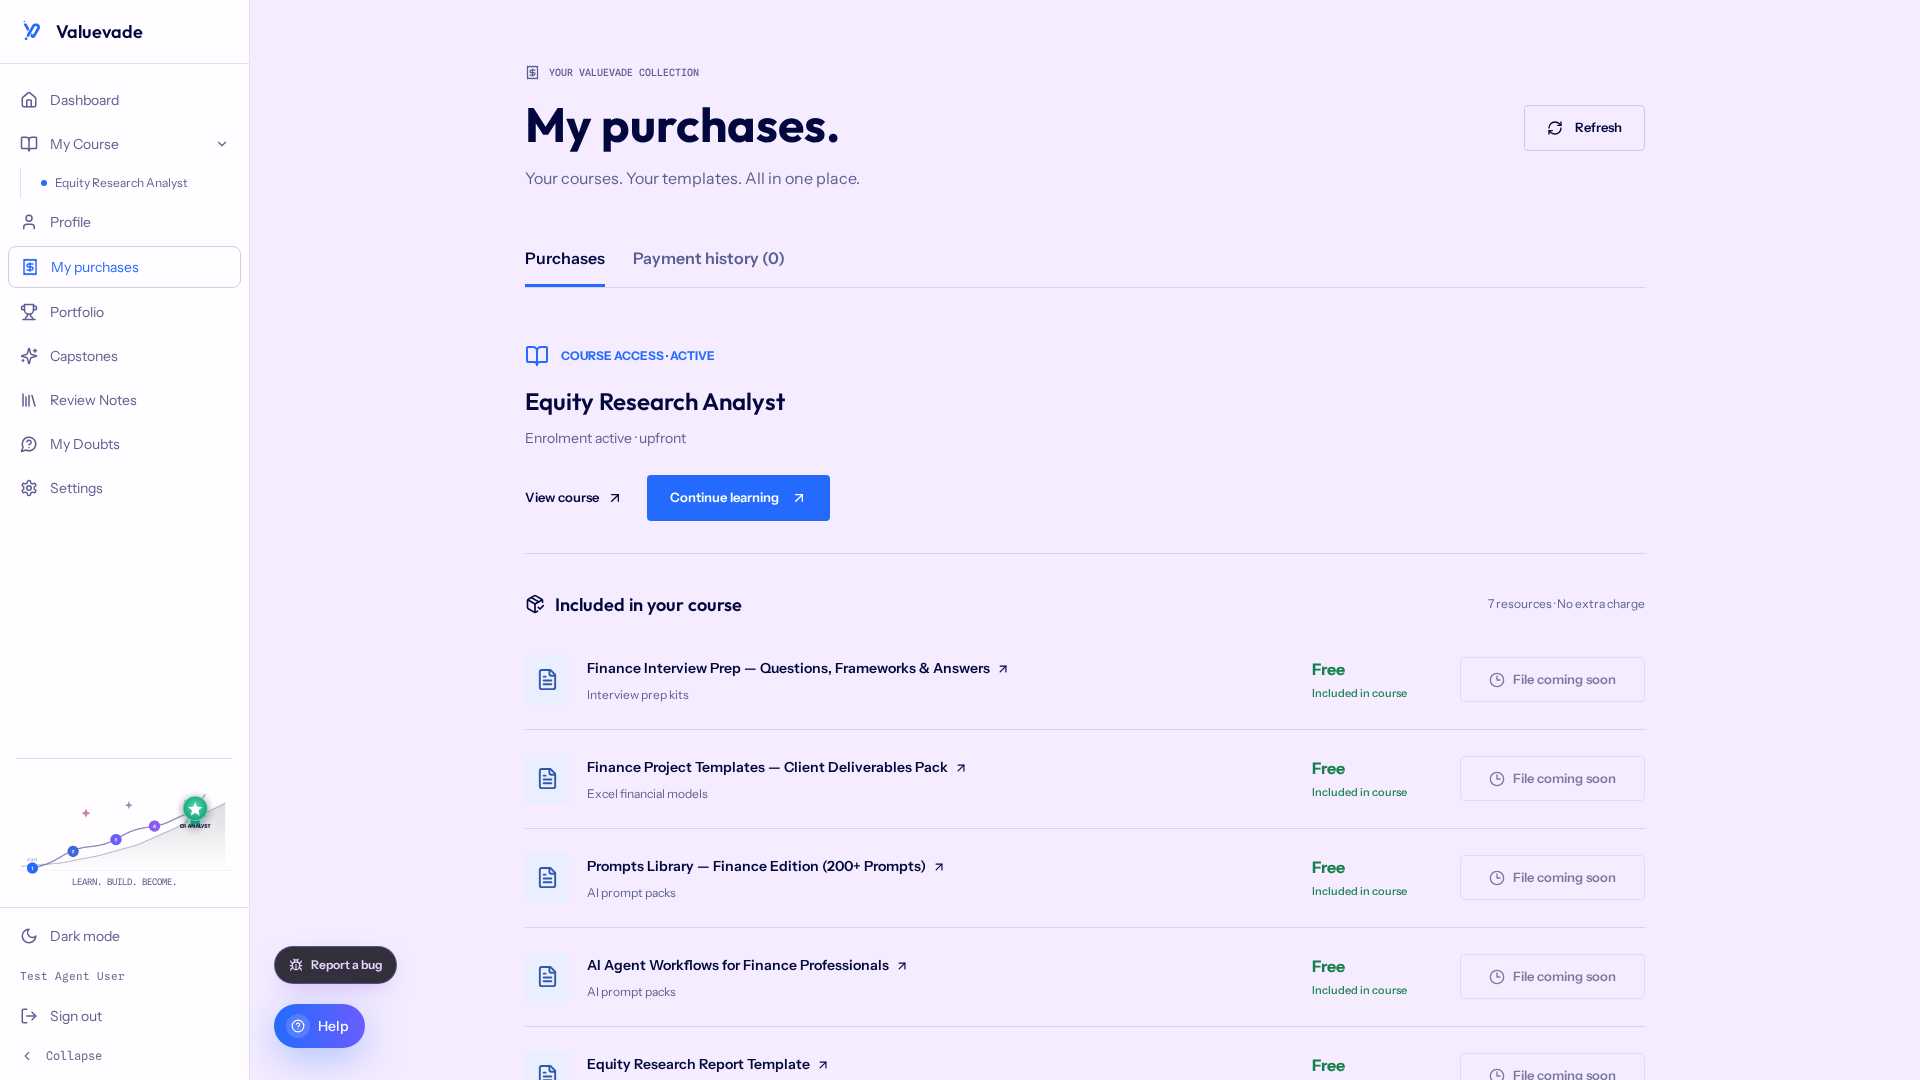 Valuevade
Dashboard
My Course
Equity Research Analyst
Profile
My purchases
Portfolio
Capstones
Review Notes
My Doubts
Settings
LEARN. BUILD. BECOME.
Dark mode
Test Agent User
Sign out
Collapse
Report a bug
Help
YOUR VALUEVADE COLLECTION
My purchases.
Refresh
Your courses. Your templates. All in one place.
Purchases
Payment history (0)
COURSE ACCESS · ACTIVE
Equity Research Analyst
Enrolment active · upfront
View course
Continue learning
Included in your course
7 resources · No extra charge
Finance Interview Prep — Questions, Frameworks & Answers
Interview prep kits
Free
Included in course
File coming soon
Finance Project Templates — Client Deliverables Pack
Excel financial models
Free
Included in course
File coming soon
Prompts Library — Finance Edition (200+ Prompts)
AI prompt packs
Free
Included in course
File coming soon
AI Agent Workflows for Finance Professionals
AI prompt packs
Free
Included in course
File coming soon
Equity Research Report Template
Free
File coming soon